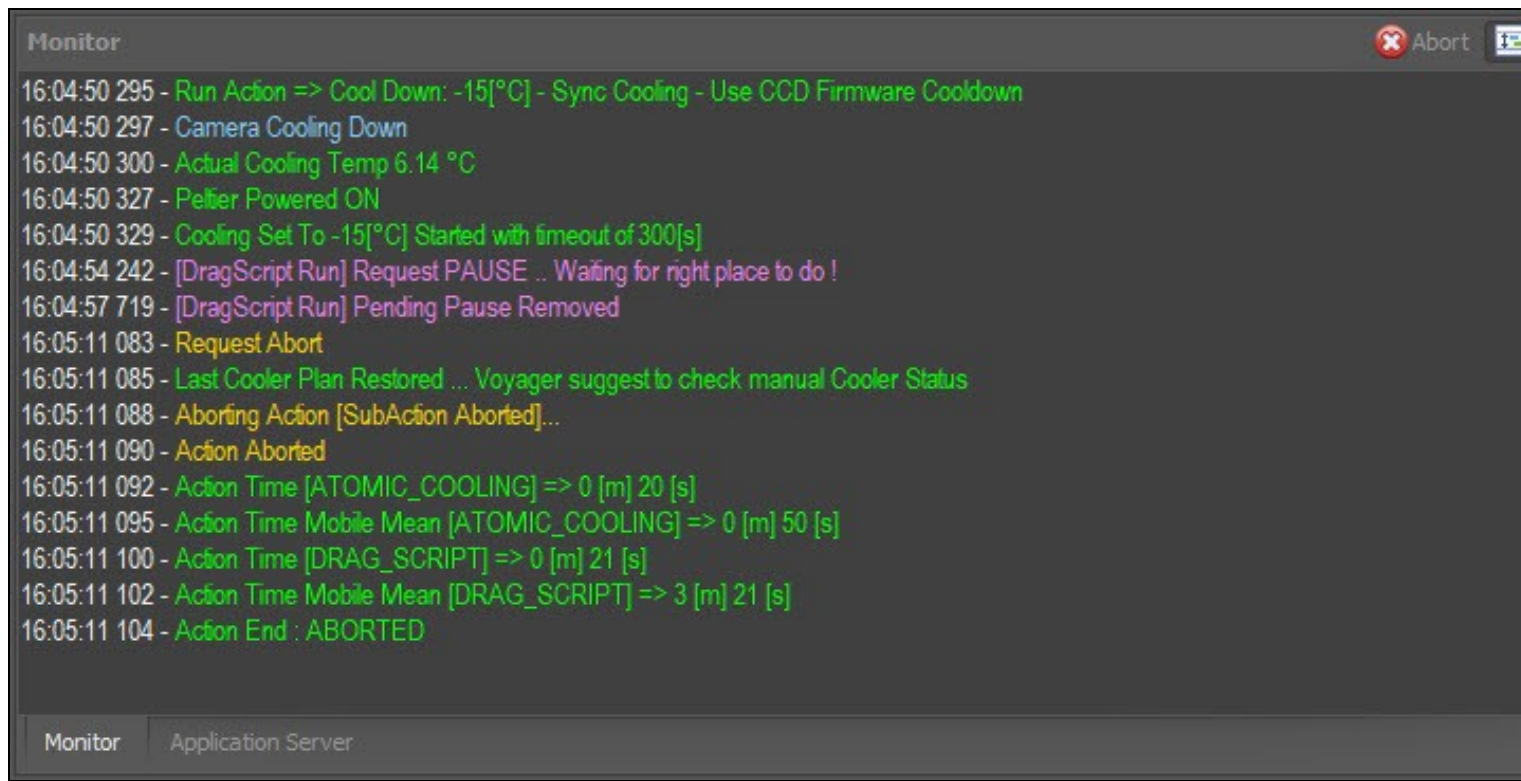 Monitor
Abort
16:04:50 295 - Run Action => Cool Down: -15[°C] - Sync Cooling - Use CCD Firmware Cooldown
16:04:50 297 - Camera Cooling Down
16:04:50 300 - Actual Cooling Temp 6.14 °C
16:04:50 327 - Peltier Powered ON
16:04:50 329 - Cooling Set To -15[°C] Started with timeout of 300[s]
16:04:54 242 - [DragScript Run] Request PAUSE .. Waiting for right place to do !
16:04:57 719 - [DragScript Run] Pending Pause Removed
16:05:11 083 - Request Abort
16:05:11 085 - Last Cooler Plan Restored ... Voyager suggest to check manual Cooler Status
16:05:11 088 - Aborting Action [SubAction Aborted]...
16:05:11 090 - Action Aborted
16:05:11 092 - Action Time [ATOMIC_COOLING] => 0 [m] 20 [s]
16:05:11 095 - Action Time Mobile Mean [ATOMIC_COOLING] => 0 [m] 50 [s]
16:05:11 100 - Action Time [DRAG_SCRIPT] => 0 [m] 21 [s]
16:05:11 102 - Action Time Mobile Mean [DRAG_SCRIPT] => 3 [m] 21 [s]
16:05:11 104 - Action End : ABORTED
Monitor
Application Server